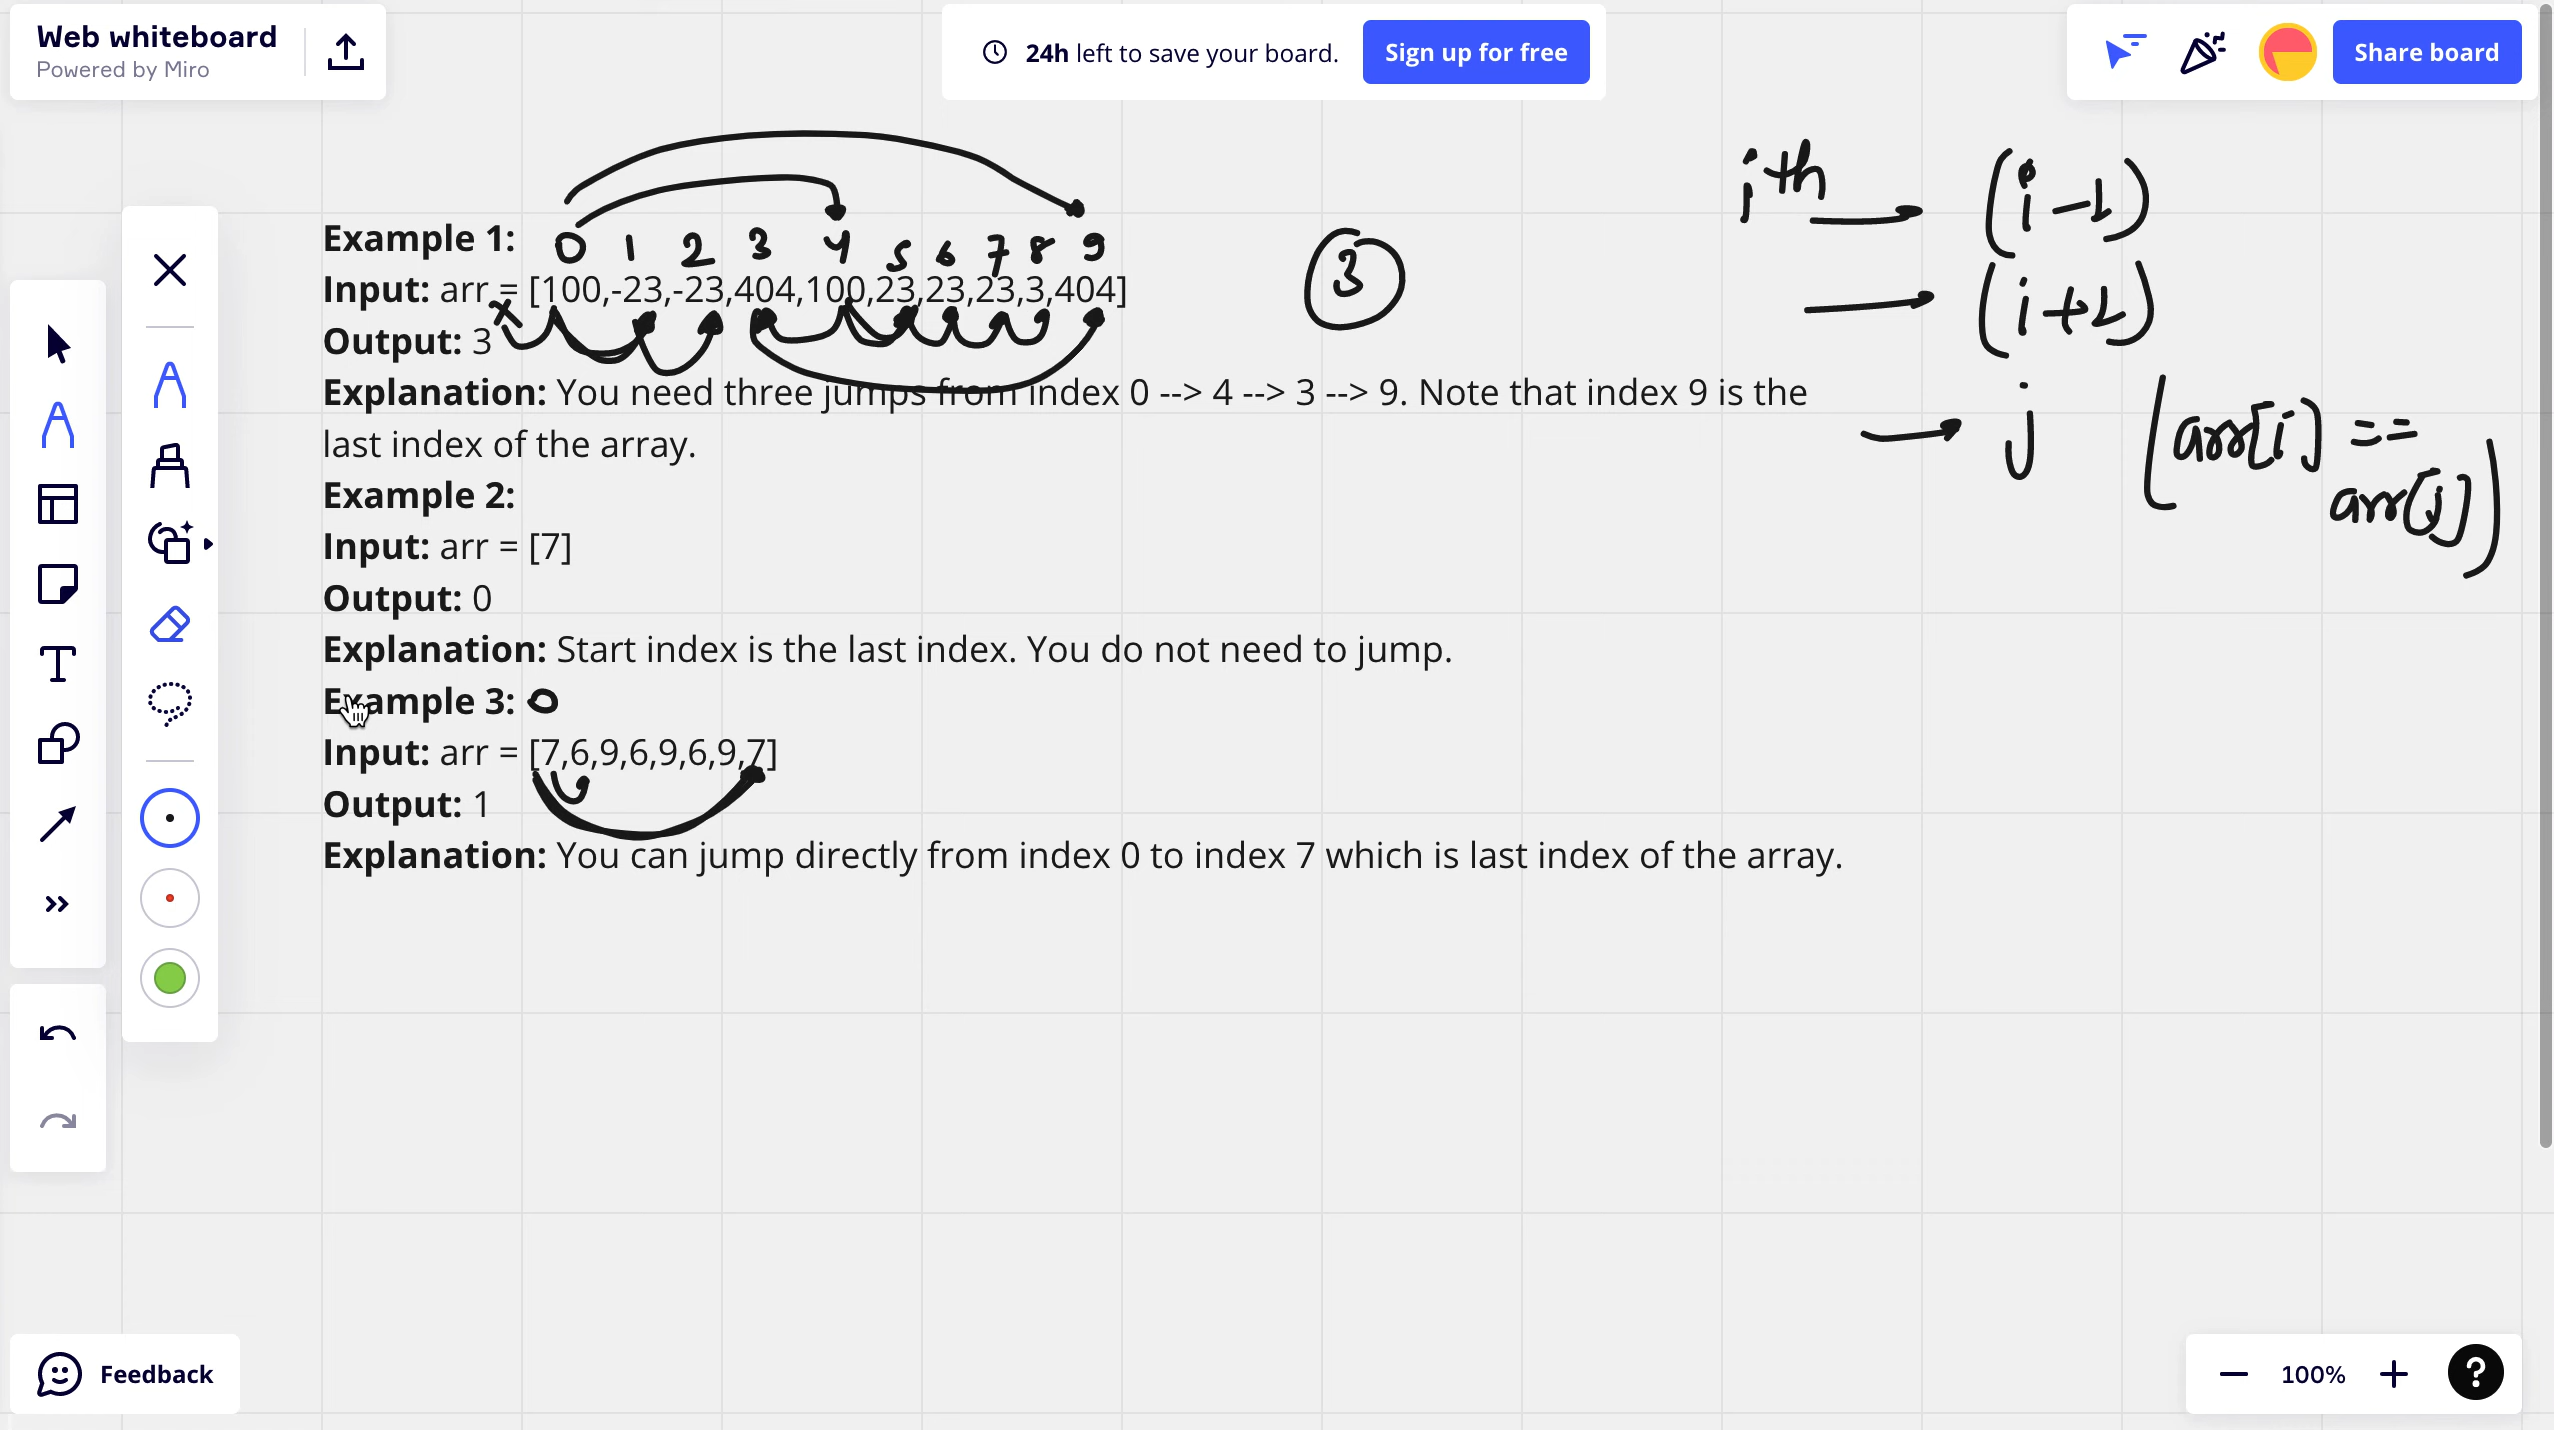 Web whiteboard
Powered by Miro
24h left to save your board.
Sign up for free
Share board
i th (i-1)
Example 1: 0 1 2 3 4 5 6 7 8 9
Input: arr = [100,-23,-23,404,100,23,23,23,3,404]
3
(i+1)
Output: 3
Explanation: You need three jumps from index 0 --> 4 --> 3 --> 9. Note that index 9 is the
last index of the array.
j (arr[i] ==
arr[j])
Example 2:
Input: arr = [7]
Output: 0
Explanation: Start index is the last index. You do not need to jump.
Example 3: 0
Input: arr = [7,6,9,6,9,6,9,7]
Output: 1
Explanation: You can jump directly from index 0 to index 7 which is last index of the array.
Feedback
100%
?